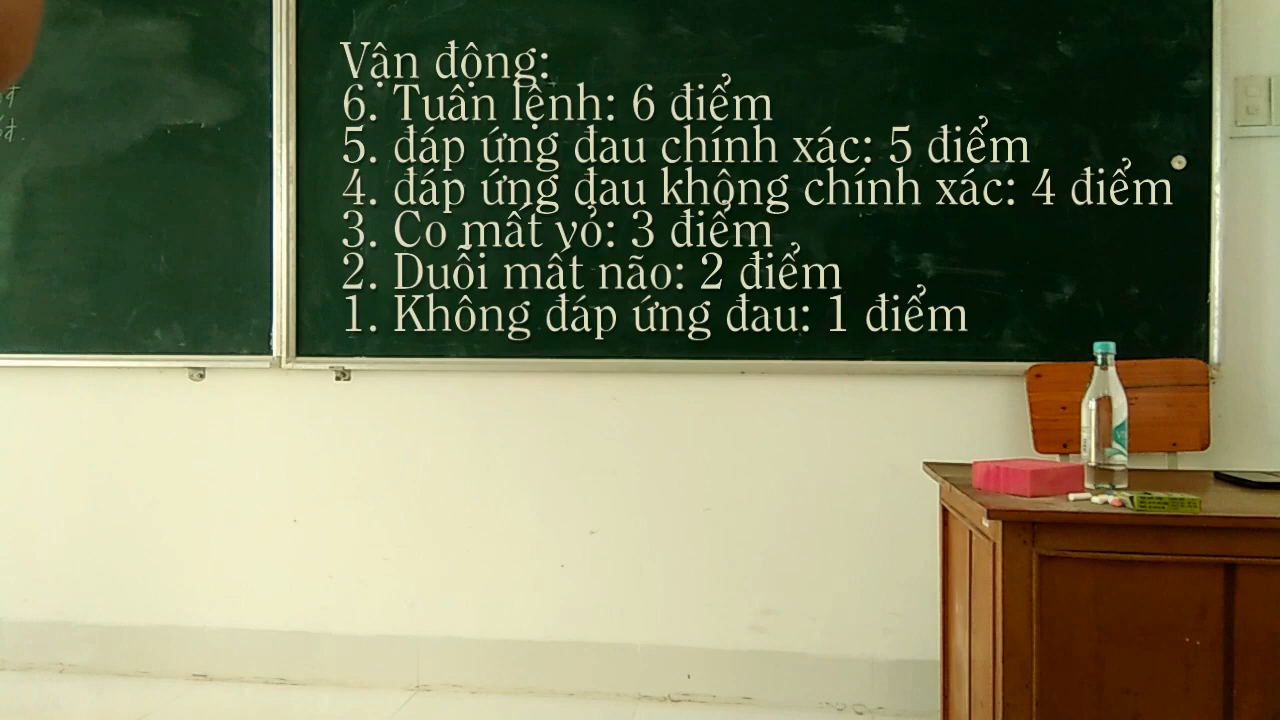 Vận động:
6. Tuân lệnh: 6 điểm
5. đáp ứng đau chính xác: 5 điểm
4. đáp ứng đau không chính xác: 4 điểm
3. Co mất vỏ: 3 điểm
2. Duỗi mất não: 2 điểm
1. Không đáp ứng đau: 1 điểm